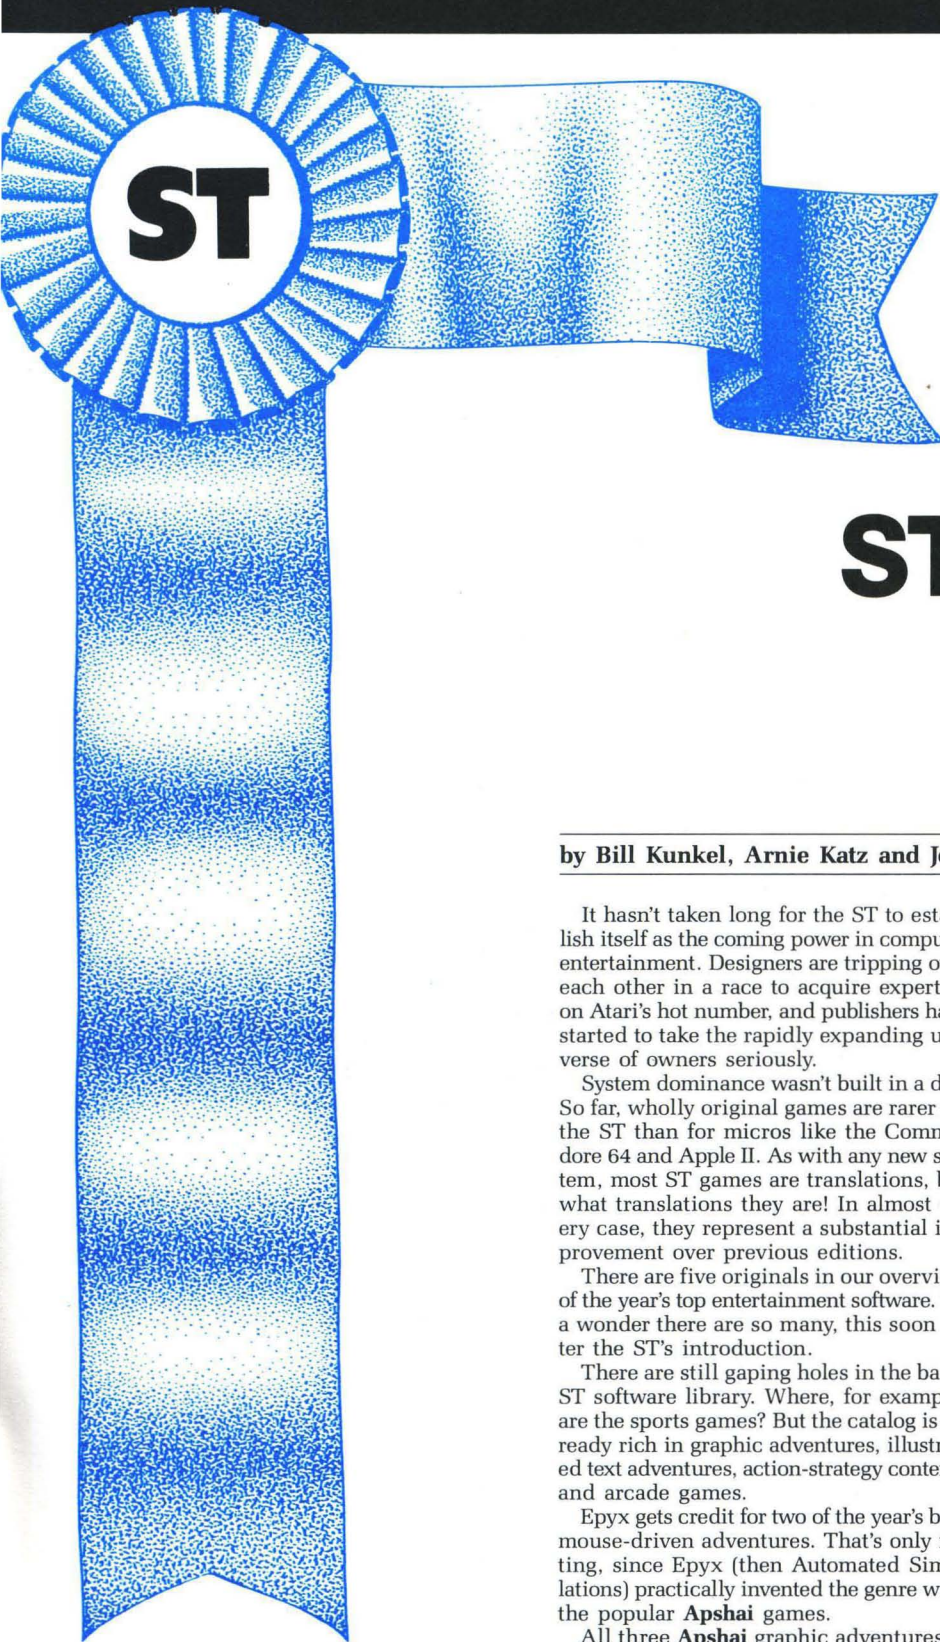 ST
ST
by Bill Kunkel, Arnie Katz and J
It hasn't taken long for the ST to est
lish itself as the coming power in compu
entertainment. Designers are tripping o
each other in a race to acquire expert
on Atari's hot number, and publishers ha
started to take the rapidly expanding u
verse of owners seriously.
System dominance wasn't built in a d
So far, wholly original games are rarer
the ST than for micros like the Comm
dore 64 and Apple II. As with any new s
tem, most ST games are translations, b
what translations they are! In almost
ery case, they represent a substantial i
provement over previous editions.
There are five originals in our overvi
of the year's top entertainment software.
a wonder there are so many, this soon
ter the ST's introduction.
There are still gaping holes in the ba
ST software library. Where, for examp
are the sports games? But the catalog is
ready rich in graphic adventures, illustr
ed text adventures, action-strategy conte
and arcade games.
Epyx gets credit for two of the year's b
mouse-driven adventures. That's only
ting, since Epyx (then Automated Sim
lations) practically invented the genre w
the popular Apshai games.
All three Apshai graphic adventures